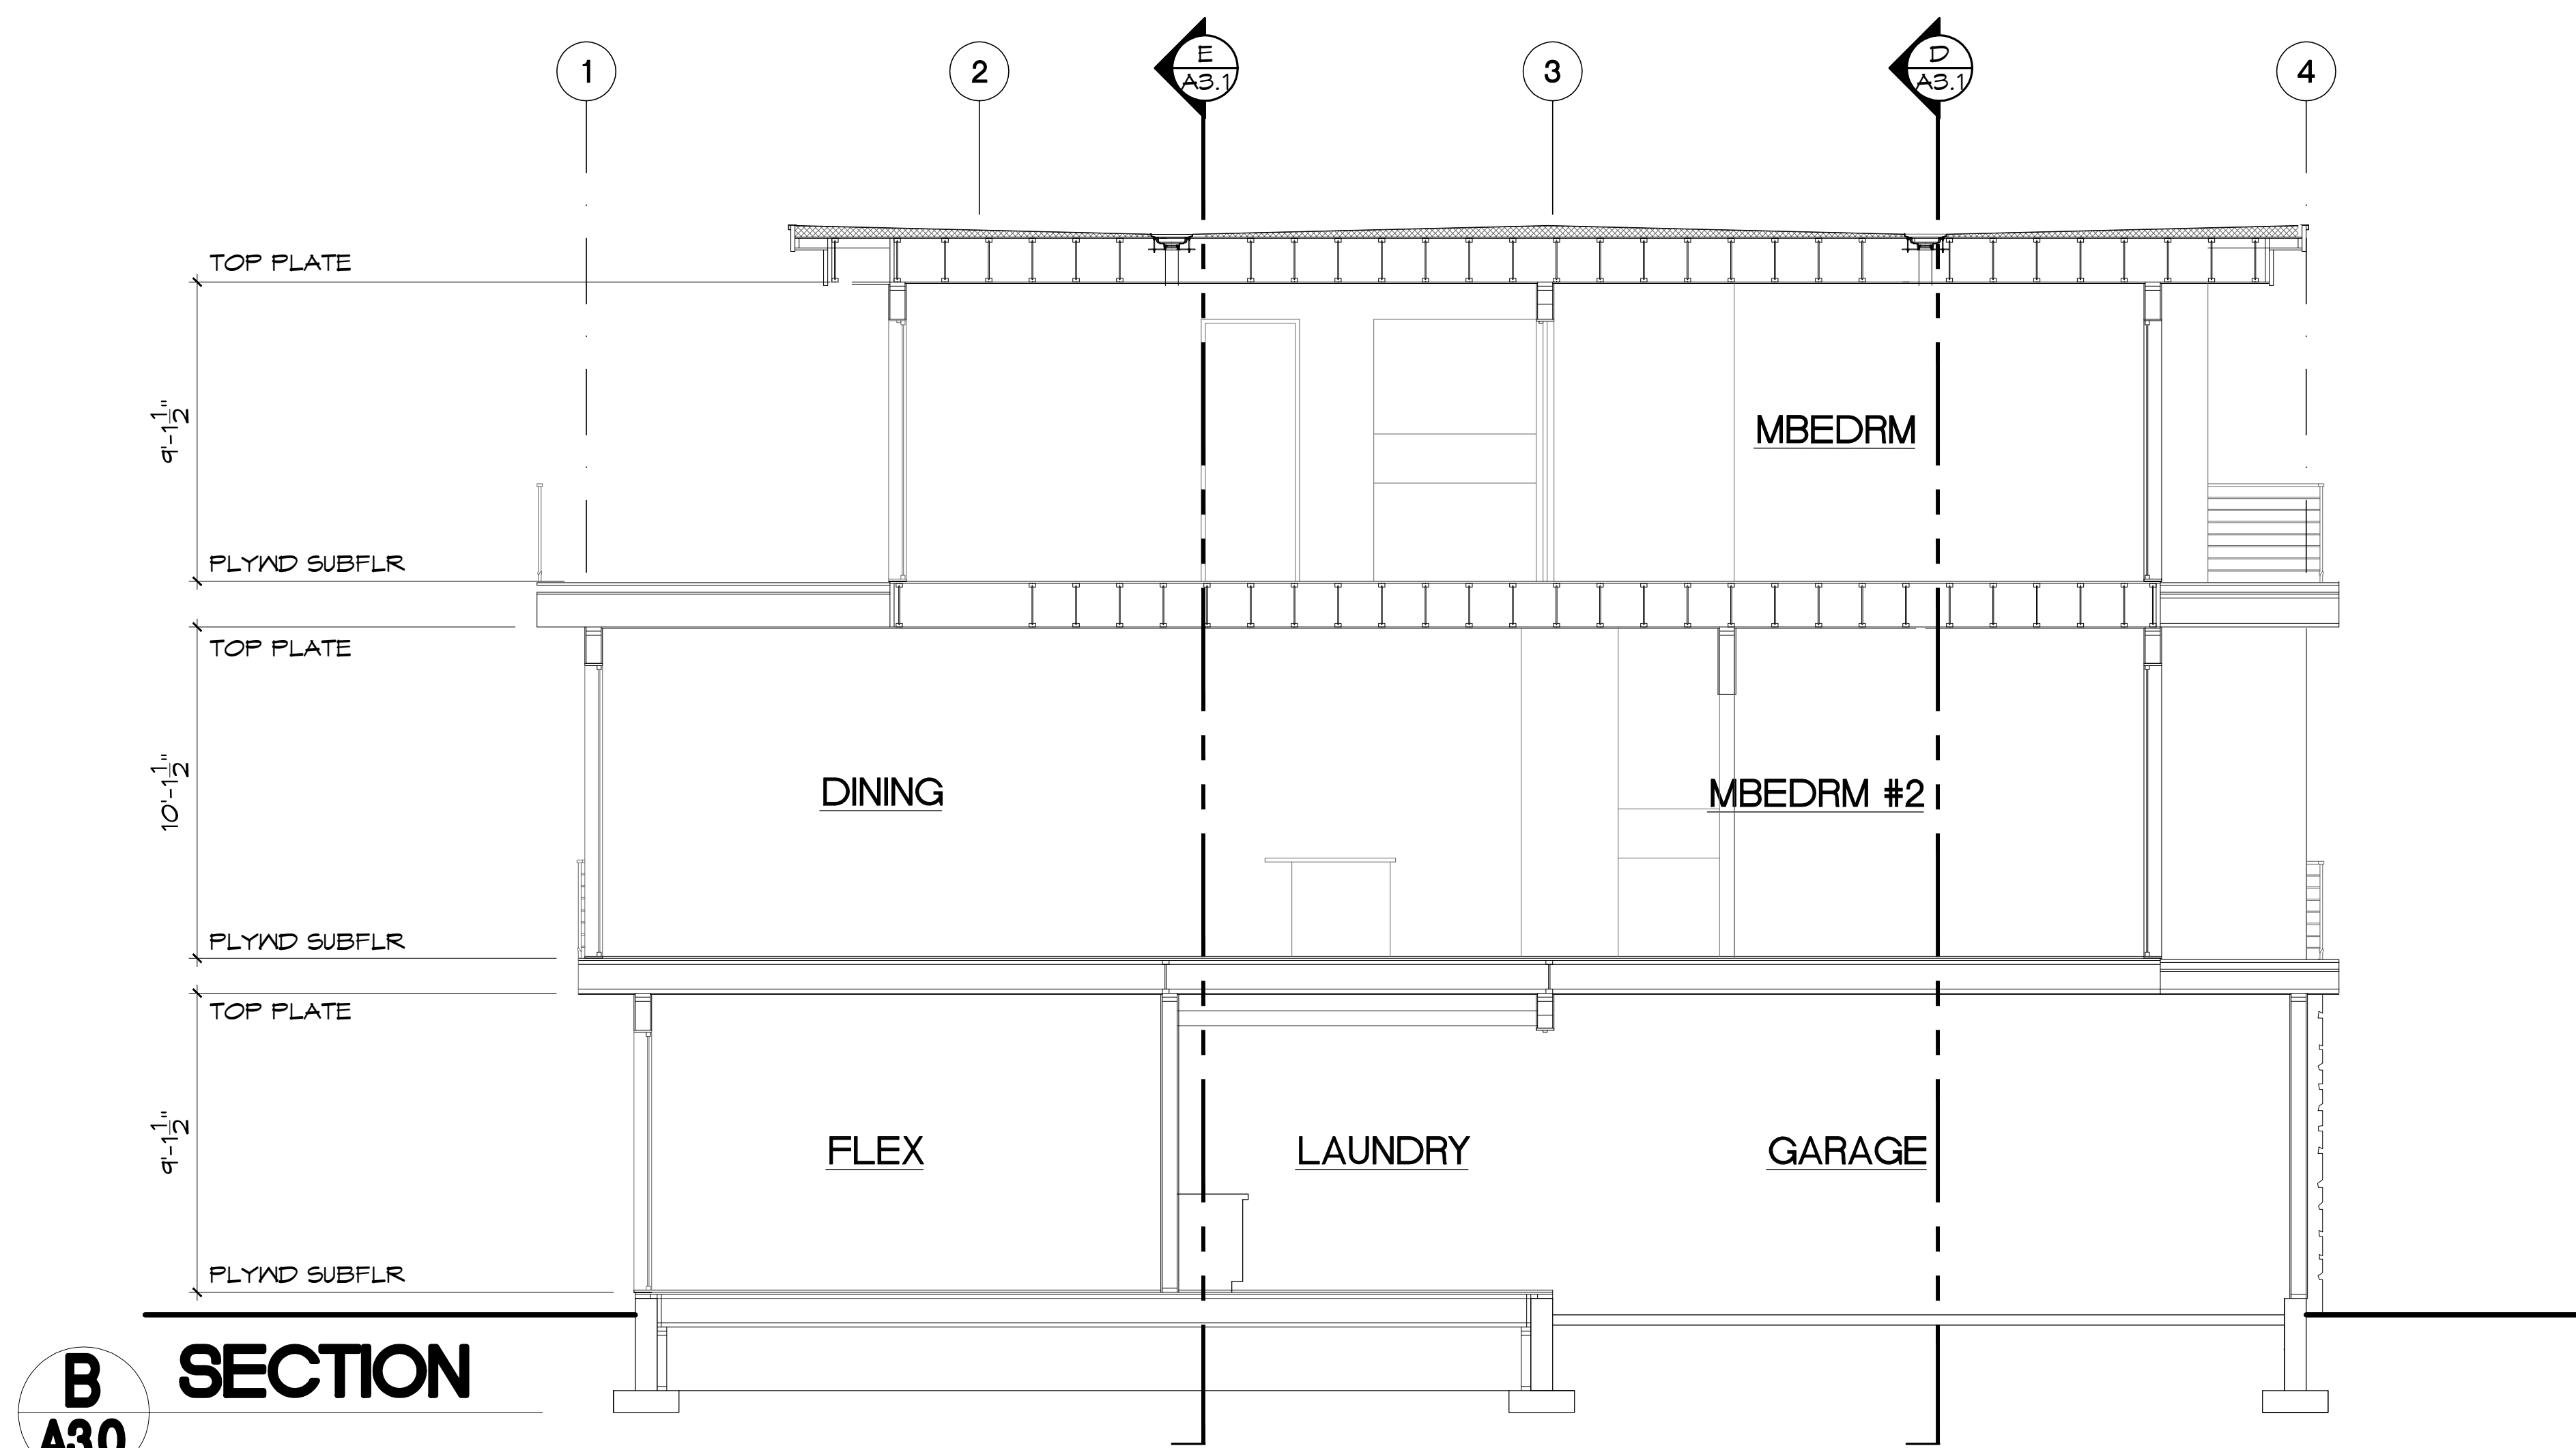 1
2
E
A3.1
3
D
A3.1
4
TOP PLATE
9'-1 1/2"
MBEDRM
PLYWD SUBFLR
TOP PLATE
10'-1 1/2"
DINING
MBEDRM #2
PLYWD SUBFLR
TOP PLATE
9'-1 1/2"
FLEX
LAUNDRY
GARAGE
PLYWD SUBFLR
B
SECTION
A3.0